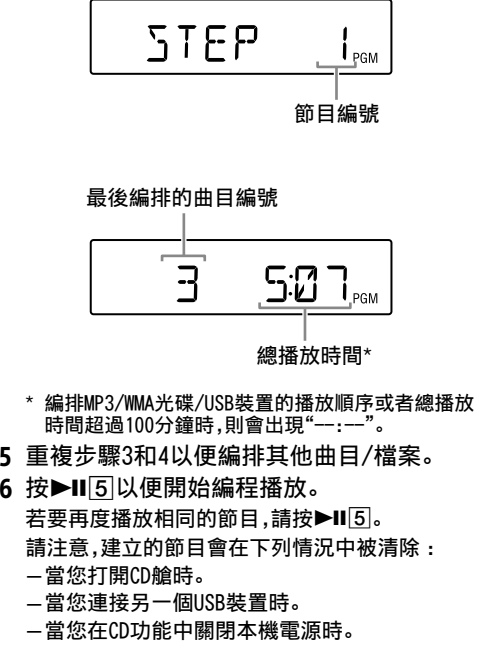 STEP 1 PGM
節目編號
最後編排的曲目編號
3 5:07 PGM
總播放時間*
* 編排MP3/WMA光碟/USB裝置的播放順序或者總播放
時間超過100分鐘時,則會出現“--:--”。
5 重複步驟3和4以便編排其他曲目/檔案。
6 按►II5以便開始編程播放。
若要再度播放相同的節目,請按►II5。
請注意,建立的節目會在下列情況中被清除：
—當您打開CD艙時。
—當您連接另一個USB裝置時。
—當您在CD功能中關閉本機電源時。